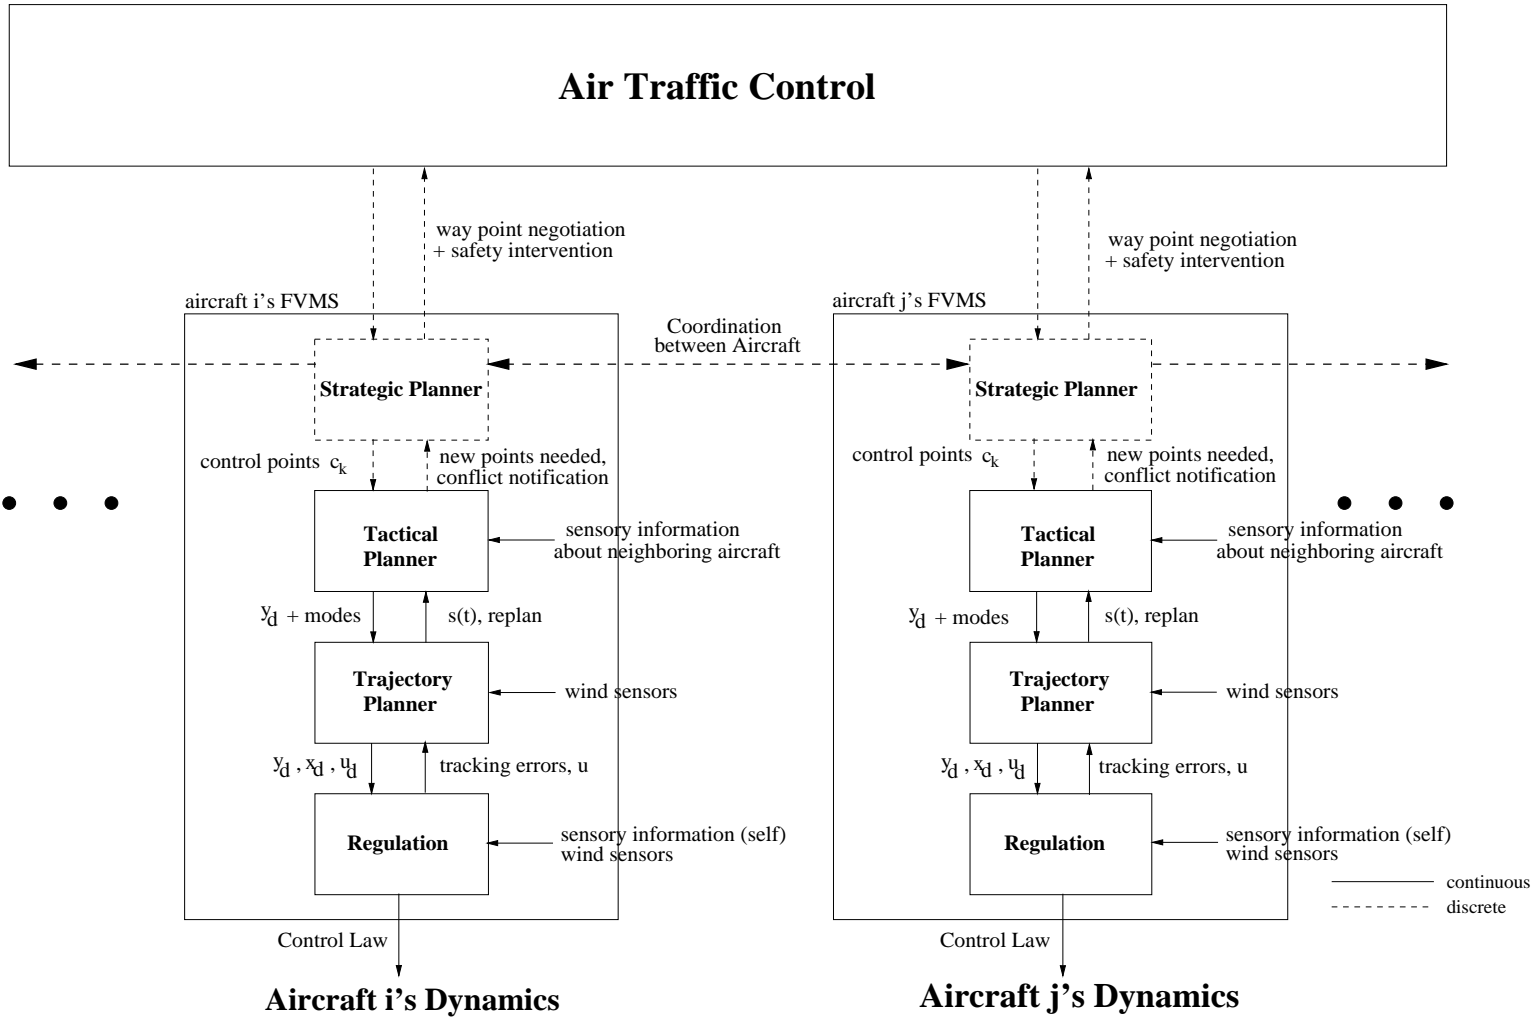 Air Traffic Control
way point negotiation
+ safety intervention
way point negotiation
+ safety intervention
aircraft i's FVMS
aircraft j's FVMS
Coordination
between Aircraft
Strategic Planner
Strategic Planner
control points c_k
new points needed,
conflict notification
control points c_k
new points needed,
conflict notification
Tactical
Planner
sensory information
about neighboring aircraft
Tactical
Planner
sensory information
about neighboring aircraft
y_d + modes
s(t), replan
y_d + modes
s(t), replan
Trajectory
Planner
wind sensors
Trajectory
Planner
wind sensors
y_d , x_d , u_d
tracking errors, u
y_d , x_d , u_d
tracking errors, u
Regulation
sensory information (self)
wind sensors
Regulation
sensory information (self)
wind sensors
continuous
discrete
Control Law
Control Law
Aircraft i's Dynamics
Aircraft j's Dynamics